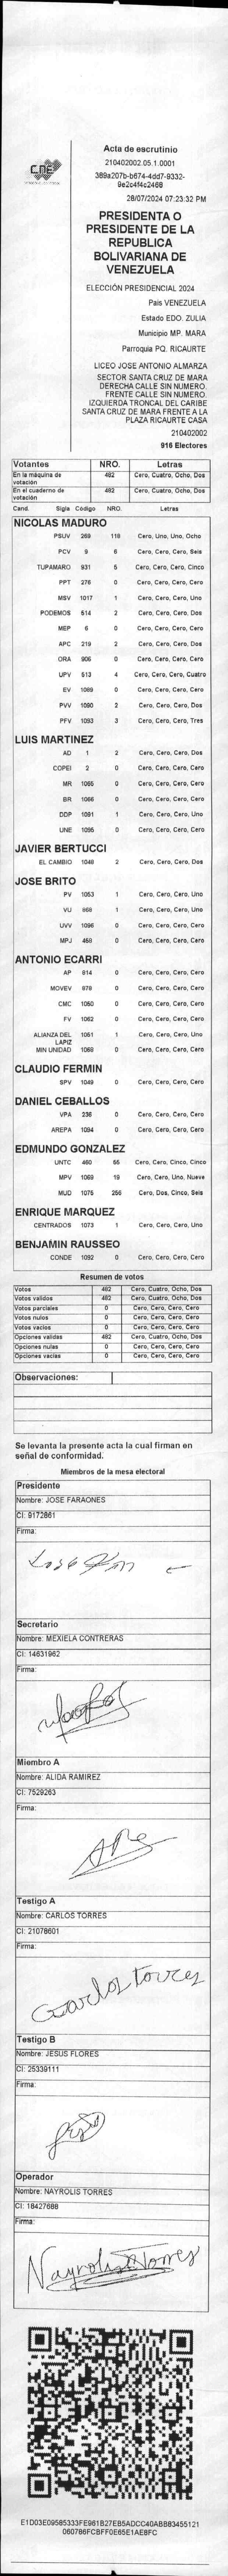 CNE
Acta de escrutinio
210402002.05.1.0001
389a207b-b674-4dd7-9332-
9e2c4f4c2468
28/07/2024 07:23:32 PM
PRESIDENTA O
PRESIDENTE DE LA
REPUBLICA
BOLIVARIANA DE
VENEZUELA
ELECCIÓN PRESIDENCIAL 2024
País VENEZUELA
Estado EDO. ZULIA
Municipio MP. MARA
Parroquia PQ. RICAURTE
LICEO JOSE ANTONIO ALMARZA
SECTOR SANTA CRUZ DE MARA
DERECHA CALLE SIN NUMERO.
FRENTE CALLE SIN NUMERO.
IZQUIERDA TRONCAL DEL CARIBE
SANTA CRUZ DE MARA FRENTE A LA
PLAZA RICAURTE CASA
210402002
916 Electores
Votantes NRO. Letras
En la máquina de votación 482 Cero, Cuatro, Ocho, Dos
En el cuaderno de votación 482 Cero, Cuatro, Ocho, Dos
Cand. Sigla Código NRO. Letras
NICOLAS MADURO
PSUV 269 118 Cero, Uno, Uno, Ocho
PCV 9 6 Cero, Cero, Cero, Seis
TUPAMARO 931 5 Cero, Cero, Cero, Cinco
PPT 276 0 Cero, Cero, Cero, Cero
MSV 1017 1 Cero, Cero, Cero, Uno
PODEMOS 514 2 Cero, Cero, Cero, Dos
MEP 6 0 Cero, Cero, Cero, Cero
APC 219 2 Cero, Cero, Cero, Dos
ORA 906 0 Cero, Cero, Cero, Cero
UPV 513 4 Cero, Cero, Cero, Cuatro
EV 1089 0 Cero, Cero, Cero, Cero
PVV 1090 2 Cero, Cero, Cero, Dos
PFV 1093 3 Cero, Cero, Cero, Tres
LUIS MARTINEZ
AD 1 2 Cero, Cero, Cero, Dos
COPEI 2 0 Cero, Cero, Cero, Cero
MR 1065 0 Cero, Cero, Cero, Cero
BR 1066 0 Cero, Cero, Cero, Cero
DDP 1091 1 Cero, Cero, Cero, Uno
UNE 1095 0 Cero, Cero, Cero, Cero
JAVIER BERTUCCI
EL CAMBIO 1048 2 Cero, Cero, Cero, Dos
JOSE BRITO
PV 1053 1 Cero, Cero, Cero, Uno
VU 868 1 Cero, Cero, Cero, Uno
UVV 1096 0 Cero, Cero, Cero, Cero
MPJ 458 0 Cero, Cero, Cero, Cero
ANTONIO ECARRI
AP 814 0 Cero, Cero, Cero, Cero
MOVEV 979 0 Cero, Cero, Cero, Cero
CMC 1050 0 Cero, Cero, Cero, Cero
FV 1062 0 Cero, Cero, Cero, Cero
ALIANZA DEL LAPIZ 1051 1 Cero, Cero, Cero, Uno
MIN UNIDAD 1069 0 Cero, Cero, Cero, Cero
CLAUDIO FERMIN
SPV 1049 0 Cero, Cero, Cero, Cero
DANIEL CEBALLOS
VPA 236 0 Cero, Cero, Cero, Cero
AREPA 1094 0 Cero, Cero, Cero, Cero
EDMUNDO GONZALEZ
UNTC 460 55 Cero, Cero, Cinco, Cinco
MPV 1069 19 Cero, Cero, Uno, Nueve
MUD 1075 256 Cero, Dos, Cinco, Seis
ENRIQUE MARQUEZ
CENTRADOS 1073 1 Cero, Cero, Cero, Uno
BENJAMIN RAUSSEO
CONDE 1092 0 Cero, Cero, Cero, Cero
Resumen de votos
Votos 482 Cero, Cuatro, Ocho, Dos
Votos validos 482 Cero, Cuatro, Ocho, Dos
Votos parciales 0 Cero, Cero, Cero, Cero
Votos nulos 0 Cero, Cero, Cero, Cero
Votos vacios 0 Cero, Cero, Cero, Cero
Opciones validas 482 Cero, Cuatro, Ocho, Dos
Opciones nulas 0 Cero, Cero, Cero, Cero
Opciones vacias 0 Cero, Cero, Cero, Cero
Observaciones:
Se levanta la presente acta la cual firman en
señal de conformidad.
Miembros de la mesa electoral
Presidente
Nombre: JOSE FARAONES
CI: 9172861
Firma:
Secretario
Nombre: MEXIELA CONTRERAS
CI: 14631962
Firma:
Miembro A
Nombre: ALIDA RAMIREZ
CI: 7529263
Firma:
Testigo A
Nombre: CARLOS TORRES
CI: 21078601
Firma:
Carlos Torres
Testigo B
Nombre: JESUS FLORES
CI: 25339111
Firma:
Operador
Nombre: NAYROLIS TORRES
CI: 18427688
Firma:
Nayrolis Torres
E1D03E09585333FE961B27EB5ADCC40ABB83455121
060786FCBFF0E65E1AE8FC